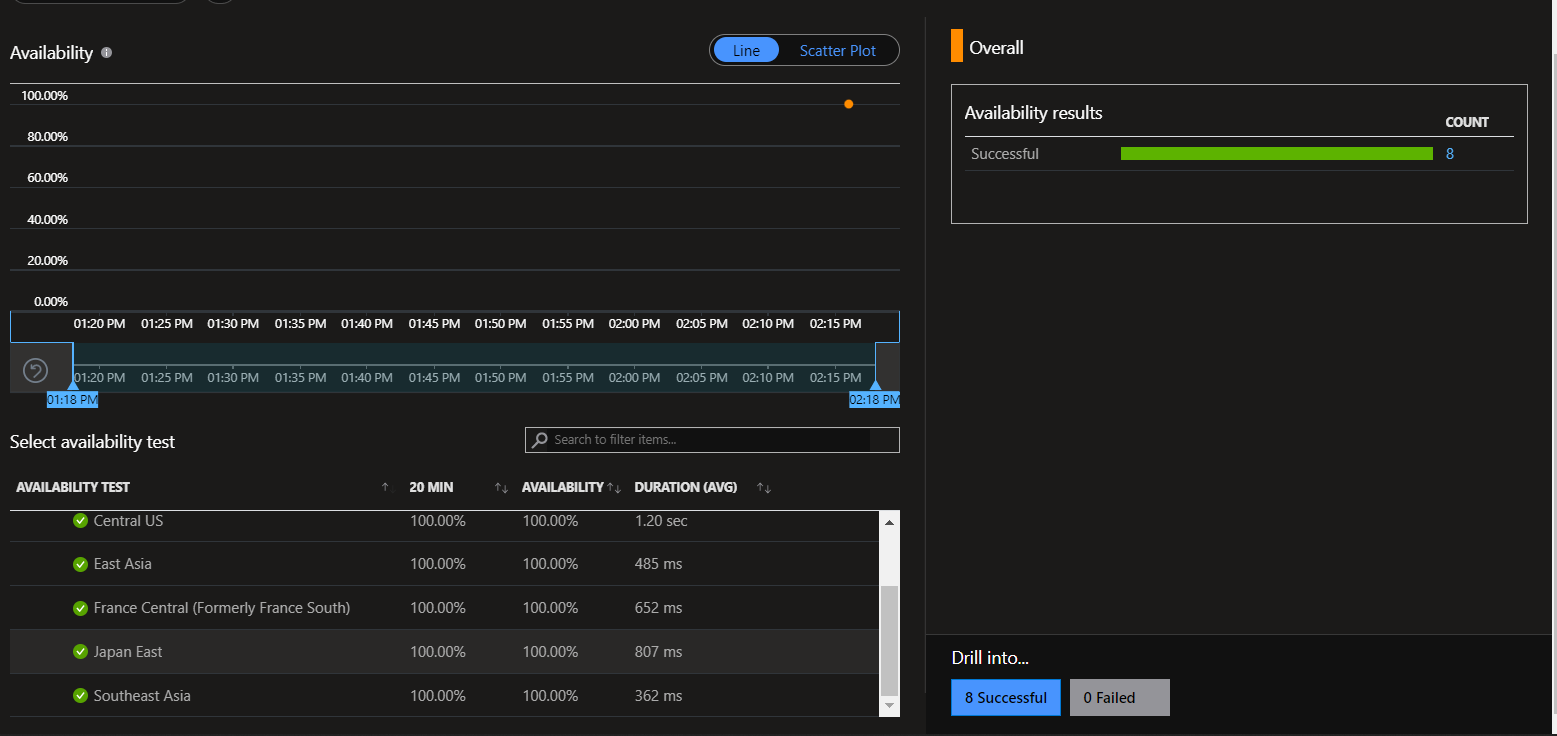 Availability
Line Scatter Plot
100.00%
80.00%
60.00%
40.00%
20.00%
0.00%
01:20 PM 01:25 PM 01:30 PM 01:35 PM 01:40 PM 01:45 PM 01:50 PM 01:55 PM 02:00 PM 02:05 PM 02:10 PM 02:15 PM
01:20 PM 01:25 PM 01:30 PM 01:35 PM 01:40 PM 01:45 PM 01:50 PM 01:55 PM 02:00 PM 02:05 PM 02:10 PM 02:15 PM
01:18 PM 02:18 PM
Select availability test
Search to filter items...
AVAILABILITY TEST 20 MIN AVAILABILITY DURATION (AVG)
Central US 100.00% 100.00% 1.20 sec
East Asia 100.00% 100.00% 485 ms
France Central (Formerly France South) 100.00% 100.00% 652 ms
Japan East 100.00% 100.00% 807 ms
Southeast Asia 100.00% 100.00% 362 ms
Overall
Availability results
COUNT
Successful 8
Drill into...
8 Successful 0 Failed